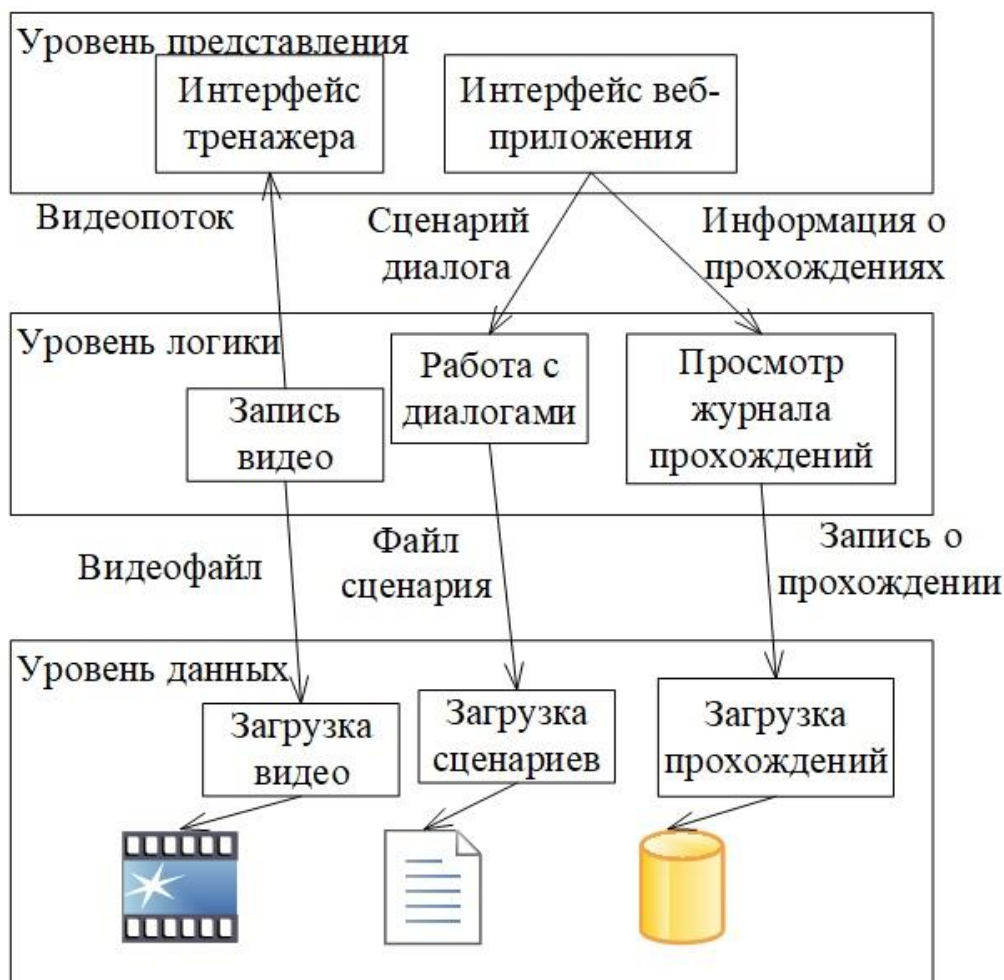 Уровень представления
Интерфейс
тренажера
Интерфейс веб-
приложения
Видеопоток
Сценарий
диалога
Информация о
прохождениях
Уровень логики
Запись
видео
Работа с
диалогами
Просмотр
журнала
прохождений
Видеофайл
Файл
сценария
Запись о
прохождении
Уровень данных
Загрузка
видео
Загрузка
сценариев
Загрузка
прохождений